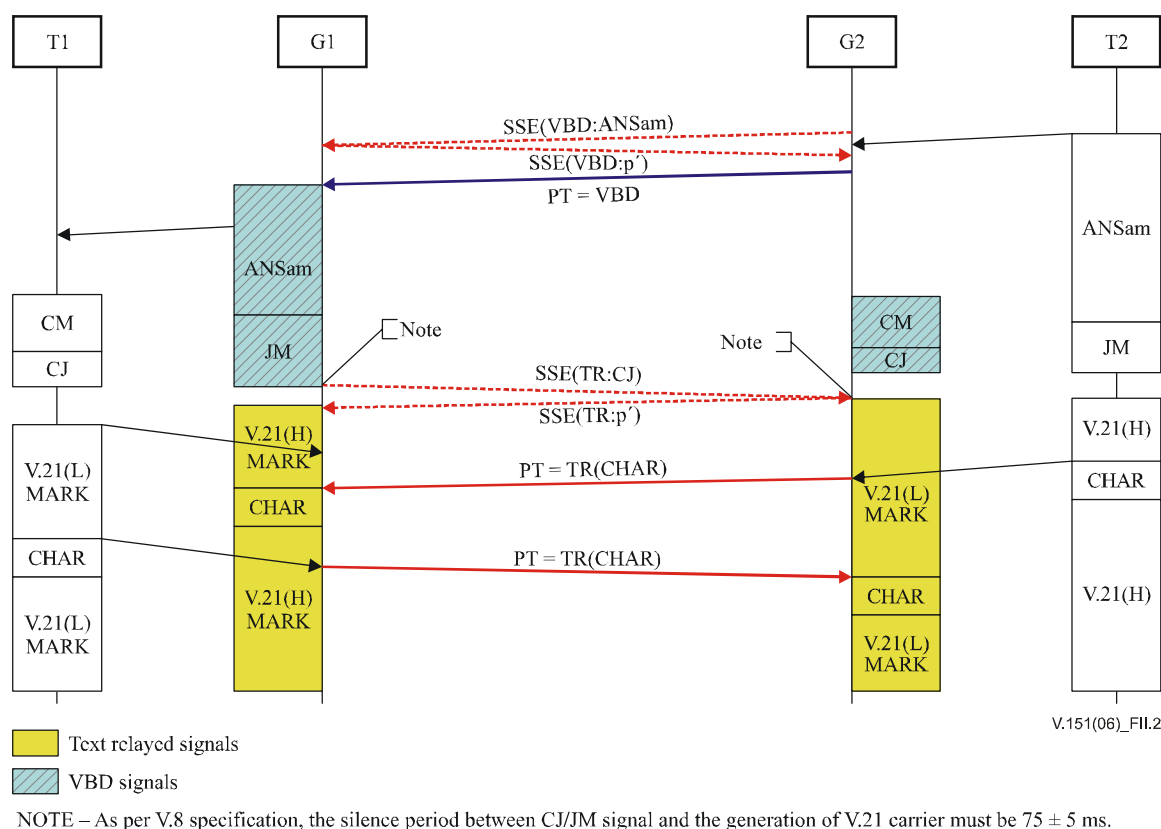 T1
G1
G2
T2
SSE(VBD:ANSam)
SSE(VBD:p´)
PT = VBD
ANSam
ANSam
CM
CJ
JM
Note
Note
CM
CJ
JM
SSE(TR:CJ)
SSE(TR:p´)
V.21(H)
MARK
V.21(H)
V.21(L)
MARK
PT = TR(CHAR)
V.21(L)
MARK
CHAR
CHAR
CHAR
PT = TR(CHAR)
V.21(H)
MARK
CHAR
V.21(H)
V.21(L)
MARK
V.21(L)
MARK
V.151(06)_FII.2
Text relayed signals
VBD signals
NOTE – As per V.8 specification, the silence period between CJ/JM signal and the generation of V.21 carrier must be 75 ± 5 ms.